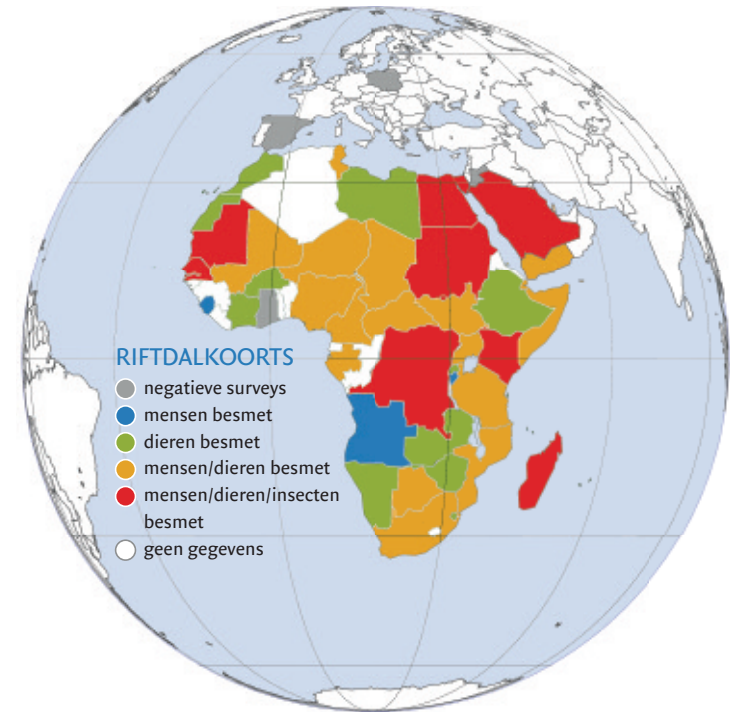 RIFTDALKOORTS
negatieve surveys
mensen besmet
dieren besmet
mensen/dieren besmet
mensen/dieren/insecten
besmet
geen gegevens